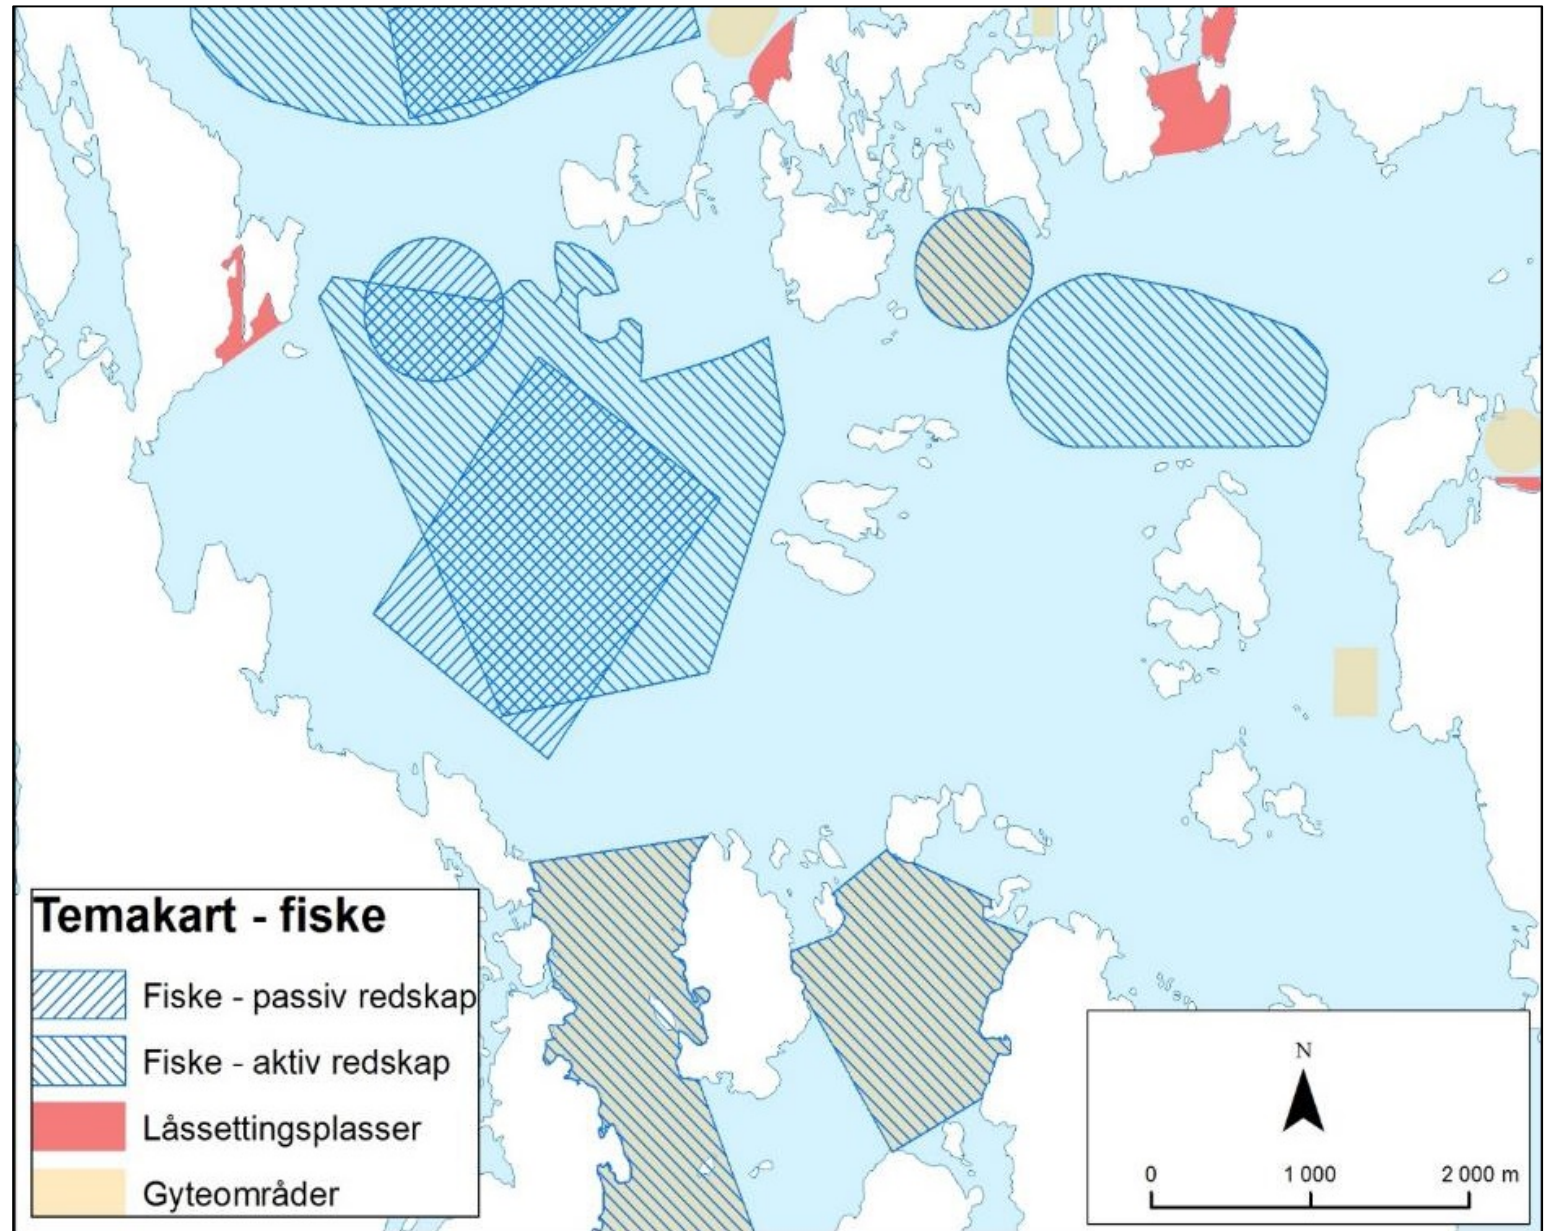 Temakart - fiske
Fiske - passiv redskap
Fiske - aktiv redskap
Låssettingsplasser
Gyteområder
N
0 1 000 2 000 m